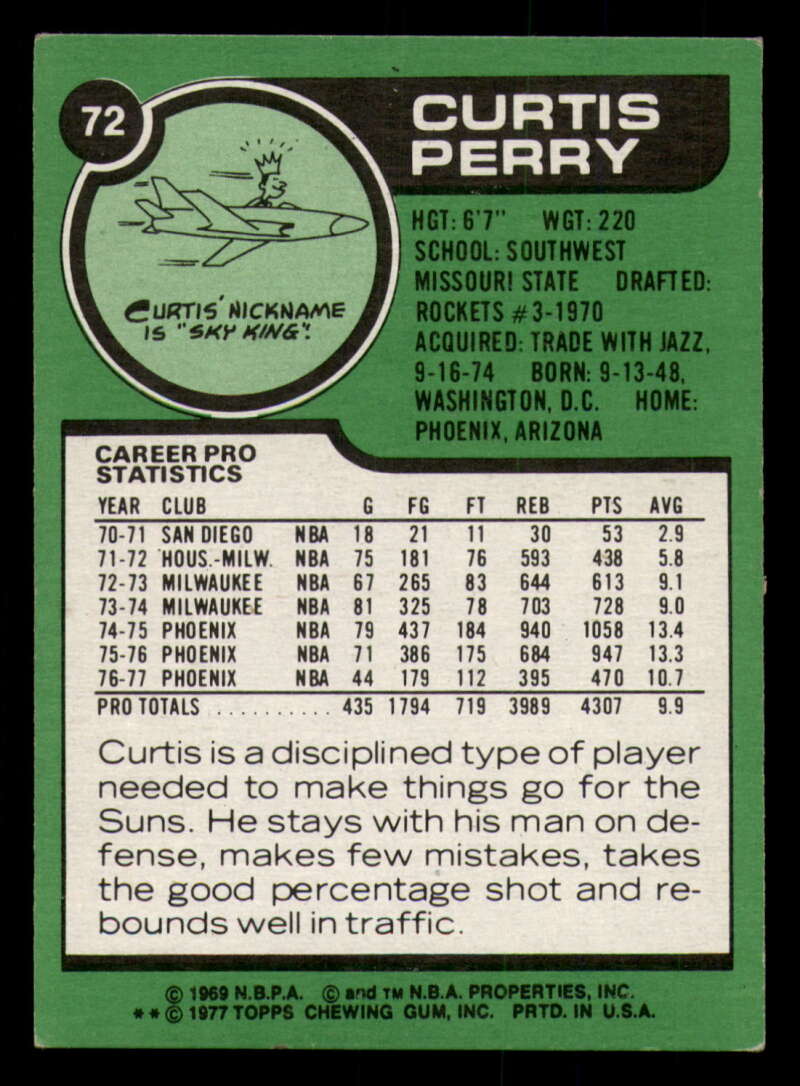 72
CURTIS
PERRY
CURTIS' NICKNAME
IS "SKY KING"!
HGT: 6'7" WGT: 220
SCHOOL: SOUTHWEST
MISSOURI STATE DRAFTED:
ROCKETS #3-1970
ACQUIRED: TRADE WITH JAZZ,
9-16-74 BORN: 9-13-48,
WASHINGTON, D.C. HOME:
PHOENIX, ARIZONA
CAREER PRO
STATISTICS
YEAR CLUB G FG FT REB PTS AVG
70-71 SAN DIEGO NBA 18 21 11 30 53 2.9
71-72 HOUS.-MILW. NBA 75 181 76 593 438 5.8
72-73 MILWAUKEE NBA 67 265 83 644 613 9.1
73-74 MILWAUKEE NBA 81 325 78 703 728 9.0
74-75 PHOENIX NBA 79 437 184 940 1058 13.4
75-76 PHOENIX NBA 71 386 175 684 947 13.3
76-77 PHOENIX NBA 44 179 112 395 470 10.7
PRO TOTALS .......... 435 1794 719 3989 4307 9.9
Curtis is a disciplined type of player
needed to make things go for the
Suns. He stays with his man on de-
fense, makes few mistakes, takes
the good percentage shot and re-
bounds well in traffic.
© 1969 N.B.P.A. © and TM N.B.A. PROPERTIES, INC.
**© 1977 TOPPS CHEWING GUM, INC. PRTD. IN U.S.A.